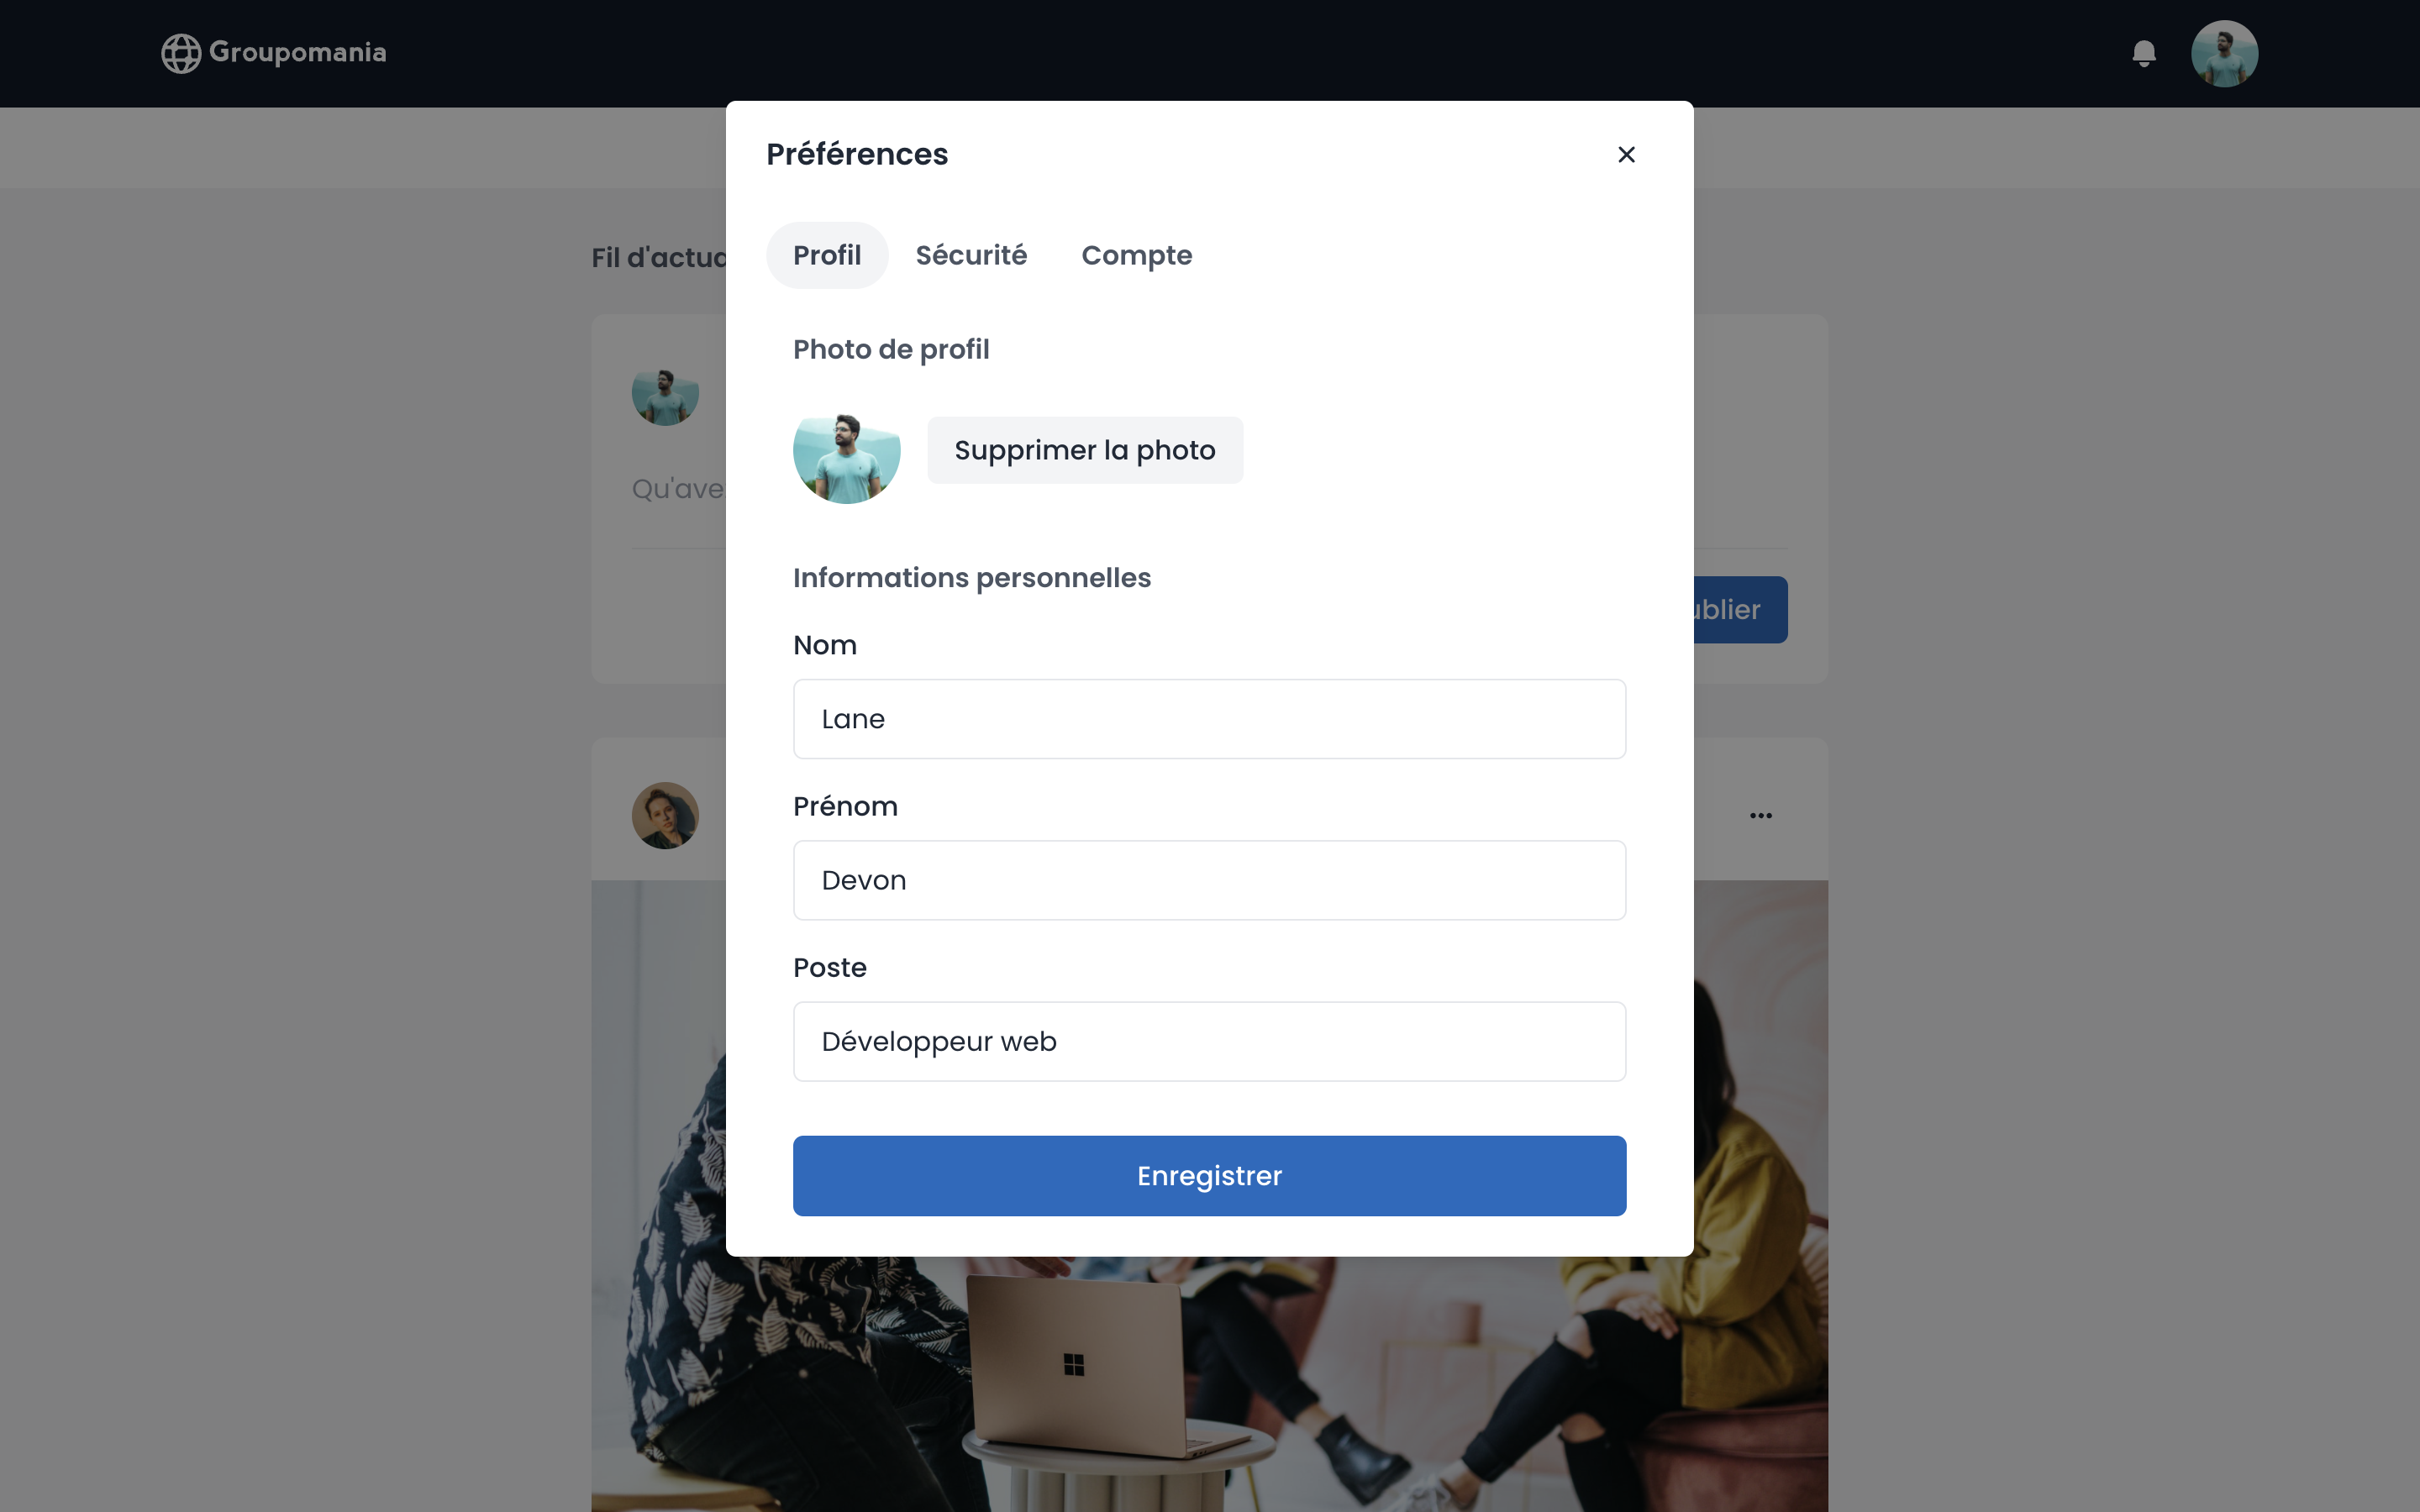 Groupomania
Préférences
Profil Sécurité Compte
Fil d'actu
Photo de profil
Supprimer la photo
Qu'ave
Informations personnelles
ublier
Nom
Lane
Prénom
Devon
Poste
Développeur web
Enregistrer